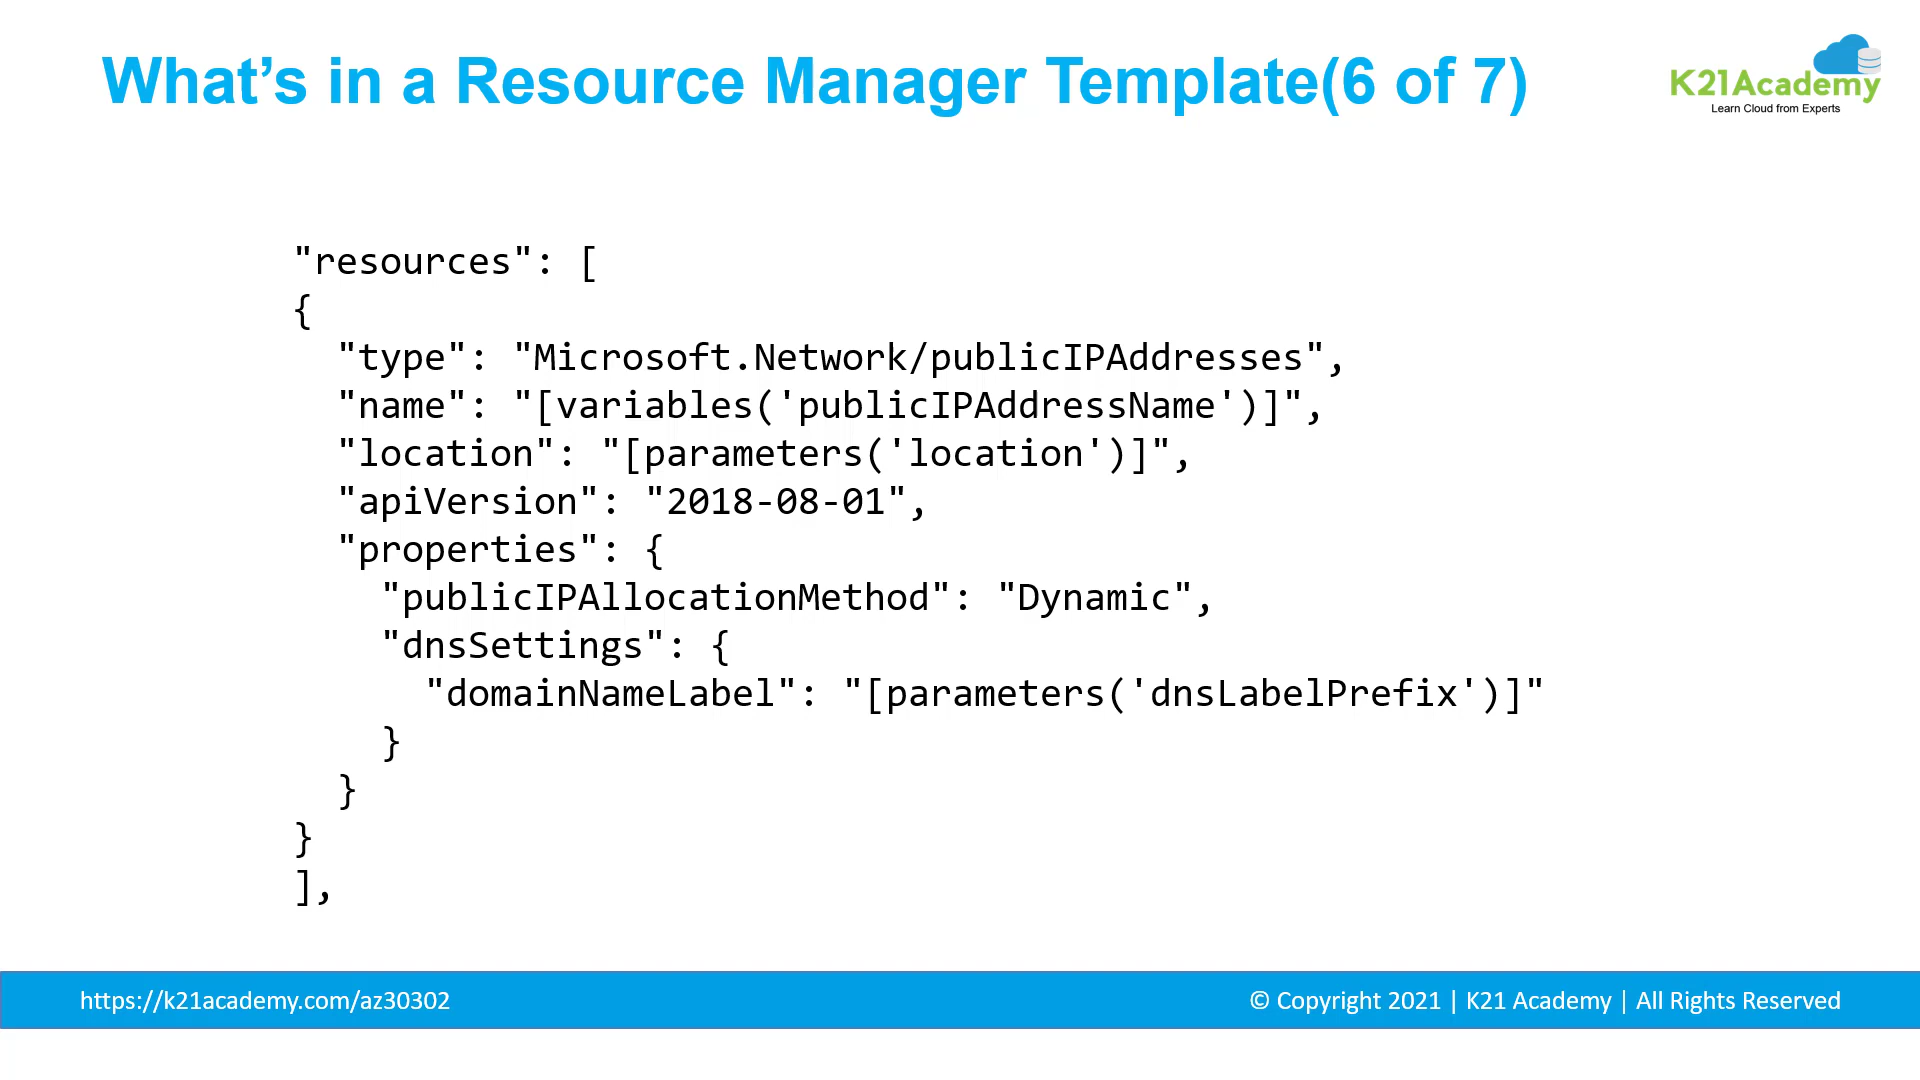 What’s in a Resource Manager Template(6 of 7)
K21Academy
Learn Cloud from Experts
"resources": [
{
  "type": "Microsoft.Network/publicIPAddresses",
  "name": "[variables('publicIPAddressName')]",
  "location": "[parameters('location')]",
  "apiVersion": "2018-08-01",
  "properties": {
    "publicIPAllocationMethod": "Dynamic",
    "dnsSettings": {
      "domainNameLabel": "[parameters('dnsLabelPrefix')]"
    }
  }
}
],
https://k21academy.com/az30302
© Copyright 2021 | K21 Academy | All Rights Reserved